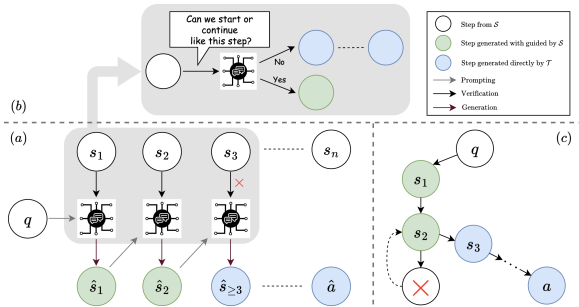 Can we start or
continue
like this step?
No
Yes
(b)
Step from S
Step generated with guided by S
Step generated directly by T
Prompting
Verification
Generation
(a)
s₁
s₂
s₃
sₙ
q
ŝ₁
ŝ₂
ŝ≥₃
â
(c)
q
s₁
s₂
s₃
a